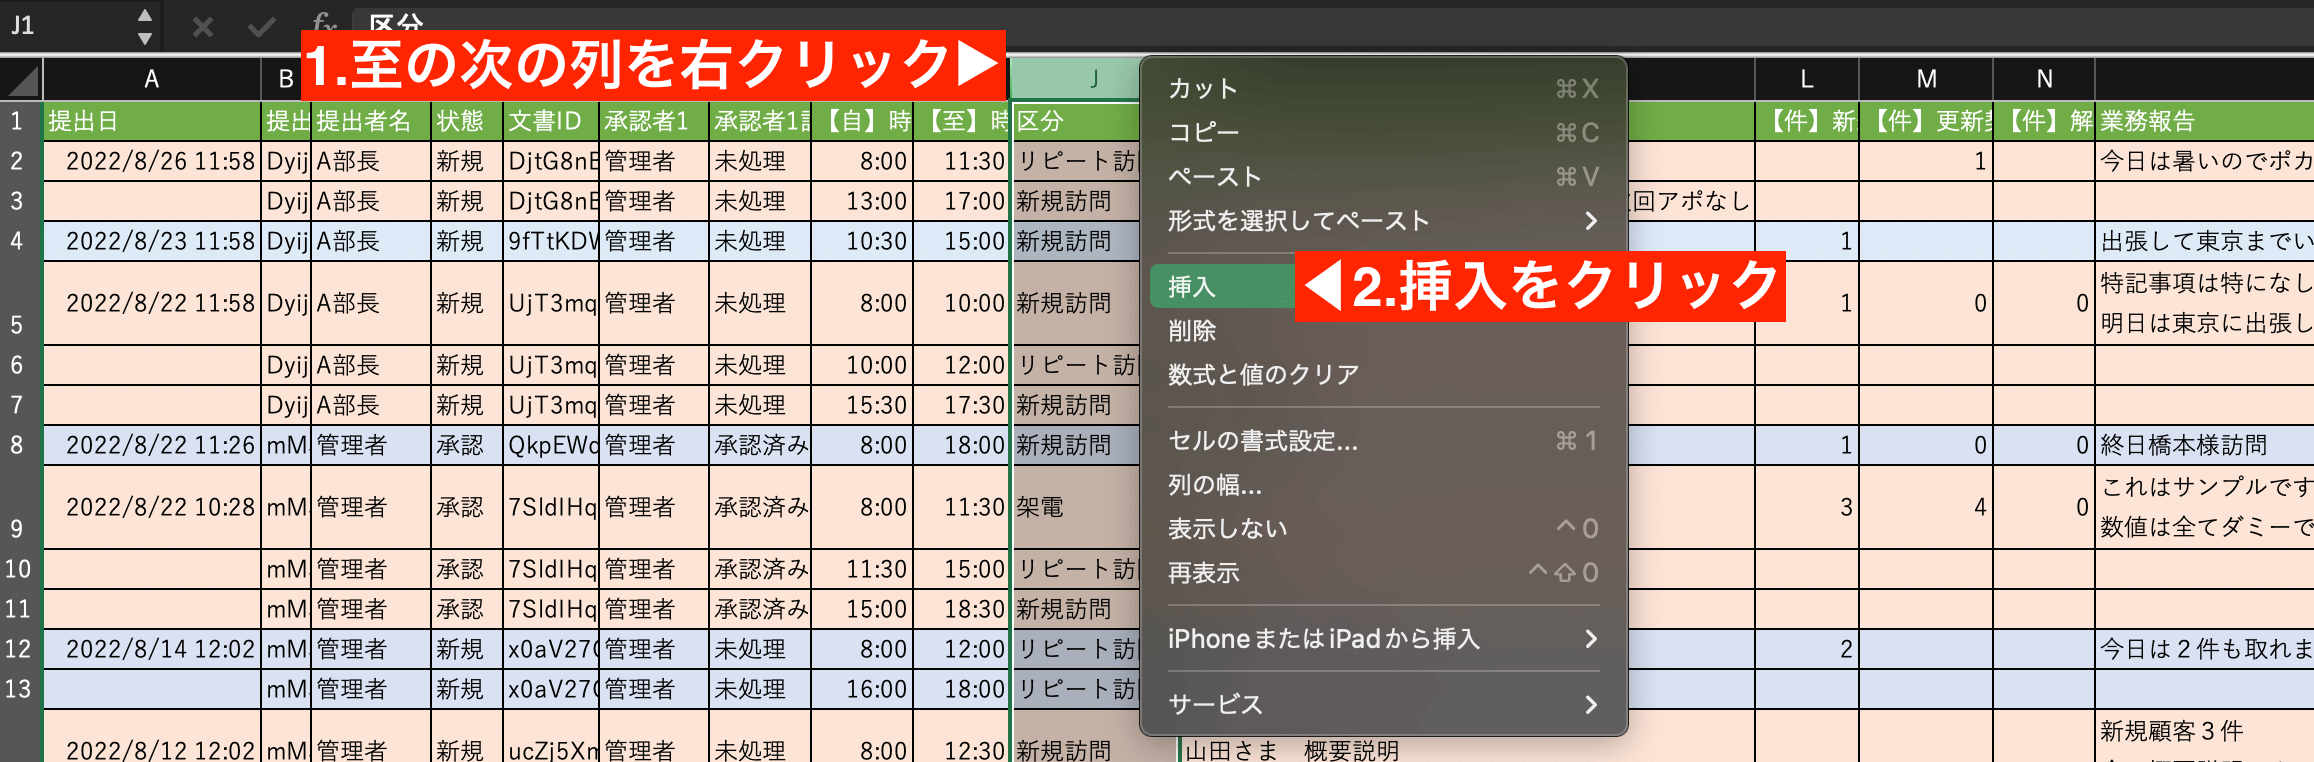 J1 区分
1.至の次の列を右クリック▶
A B J L M N
1 提出日 提出 提出者名 状態 文書ID 承認者1 承認者1 【自】時 【至】時 区分 【件】新 【件】更新 【件】解 業務報告
2 2022/8/26 11:58 Dyij A部長 新規 DjtG8nE 管理者 未処理 8:00 11:30 リピート訪 1 今日は暑いのでポカ
3 Dyij A部長 新規 DjtG8nE 管理者 未処理 13:00 17:00 新規訪問 回アポなし
4 2022/8/23 11:58 Dyij A部長 新規 9fTtKDV 管理者 未処理 10:30 15:00 新規訪問 1 出張して東京までい
5 2022/8/22 11:58 Dyij A部長 新規 UjT3mq 管理者 未処理 8:00 10:00 新規訪問 1 0 0 特記事項は特になし
明日は東京に出張し
6 Dyij A部長 新規 UjT3mq 管理者 未処理 10:00 12:00 リピート訪
7 Dyij A部長 新規 UjT3mq 管理者 未処理 15:30 17:30 新規訪問
8 2022/8/22 11:26 mM 管理者 承認 QkpEWc 管理者 承認済み 8:00 18:00 新規訪問 1 0 0 終日橋本様訪問
9 2022/8/22 10:28 mM 管理者 承認 7SldIHq 管理者 承認済み 8:00 11:30 架電 3 4 0 これはサンプルです
数値は全てダミーで
10 mM 管理者 承認 7SldIHq 管理者 承認済み 11:30 15:00 リピート訪
11 mM 管理者 承認 7SldIHq 管理者 承認済み 15:00 18:30 新規訪問
12 2022/8/14 12:02 mM 管理者 新規 x0aV27 管理者 未処理 8:00 12:00 リピート訪 2 今日は２件も取れま
13 mM 管理者 新規 x0aV27 管理者 未処理 16:00 18:00 リピート訪
2022/8/12 12:02 mM 管理者 新規 ucZj5Xn 管理者 未処理 8:00 12:30 新規訪問 山田さま 概要説明 新規顧客３件
カット ⌘X
コピー ⌘C
ペースト ⌘V
形式を選択してペースト
挿入
◀2.挿入をクリック
削除
数式と値のクリア
セルの書式設定... ⌘1
列の幅...
表示しない ^0
再表示 ^⇧0
iPhoneまたはiPadから挿入
サービス